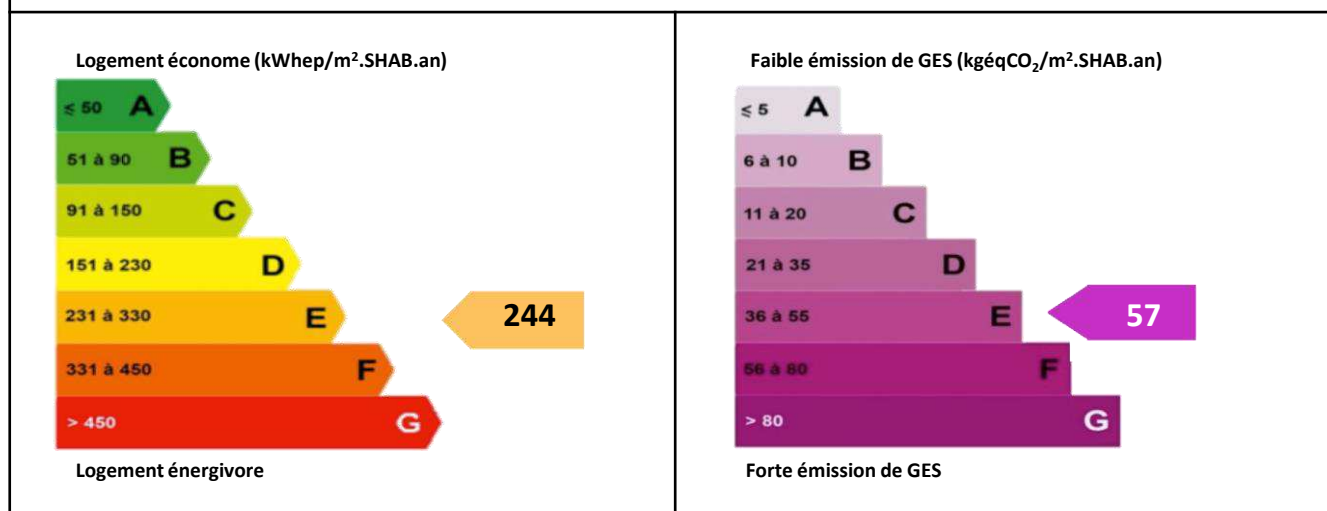 Logement économe (kWhep/m².SHAB.an)
≤ 50 A
51 à 90 B
91 à 150 C
151 à 230 D
231 à 330 E
244
331 à 450 F
> 450 G
Logement énergivore
Faible émission de GES (kgéqCO₂/m².SHAB.an)
≤ 5 A
6 à 10 B
11 à 20 C
21 à 35 D
36 à 55 E
57
56 à 80 F
> 80 G
Forte émission de GES